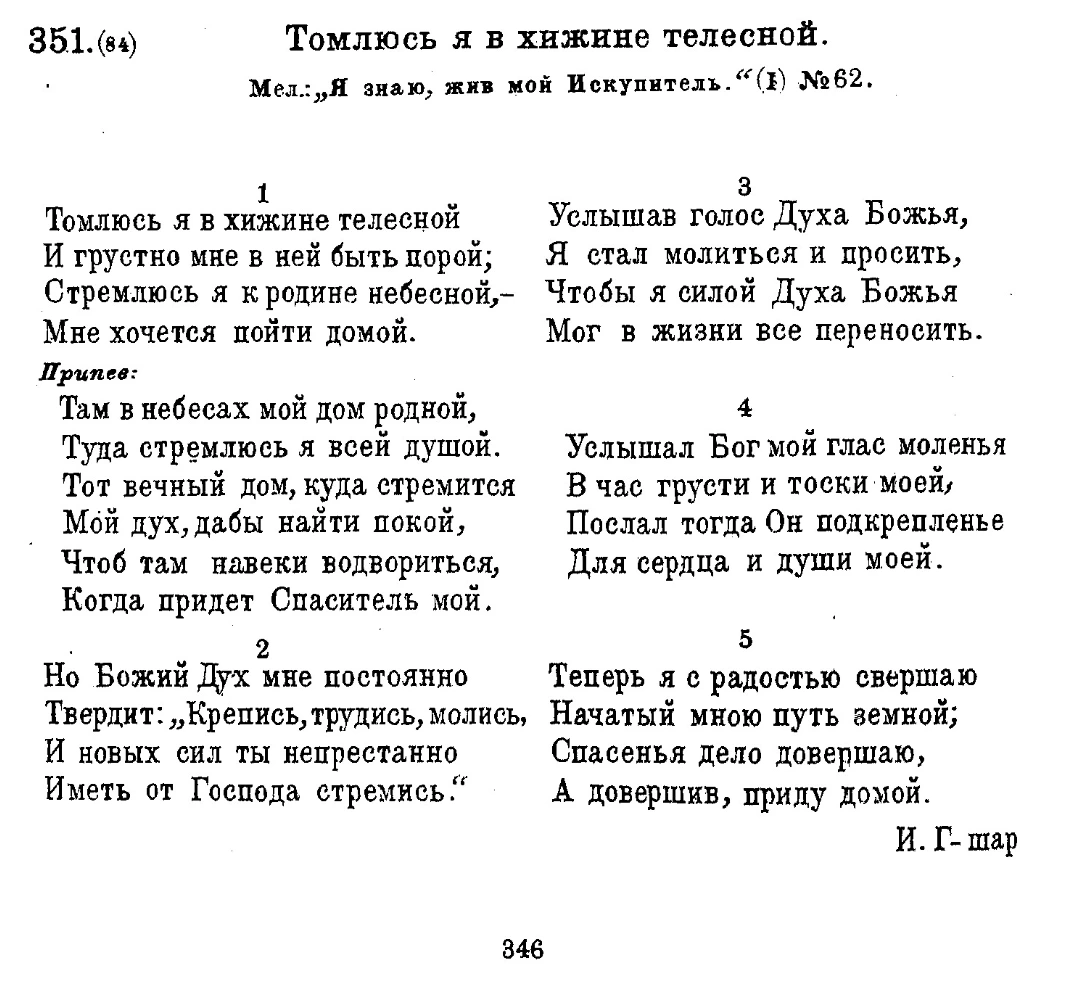 351.(84)
Томлюсь я в хижине телесной.
Мел.:„Я знаю, жив мой Искупитель.“(I) №62.
1
Томлюсь я в хижине телесной
И грустно мне в ней быть порой;
Стремлюсь я к родине небесной,-
Мне хочется пойти домой.
Припев:
Там в небесах мой дом родной,
Туда стремлюсь я всей душой.
Тот вечный дом, куда стремится
Мой дух, дабы найти покой,
Чтоб там навеки водвориться,
Когда придет Спаситель мой.
2
Но Божий Дух мне постоянно
Твердит: „Крепись, трудись, молись,
И новых сил ты непрестанно
Иметь от Господа стремись.“
3
Услышав голос Духа Божья,
Я стал молиться и просить,
Чтобы я силой Духа Божья
Мог в жизни все переносить.
4
Услышал Бог мой глас моленья
В час грусти и тоски моей,
Послал тогда Он подкрепленье
Для сердца и души моей.
5
Теперь я с радостью свершаю
Начатый мною путь земной;
Спасенья дело довершаю,
А довершив, приду домой.
И. Г- шар
346